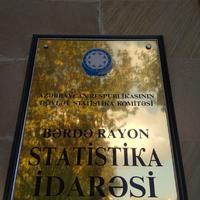 AZƏRBAYCAN RESPUBLİKASININ
DÖVLƏT STATİSTİKA KOMİTƏSİ
BƏRDƏ RAYON
STATİSTİKA
İDARƏSİ